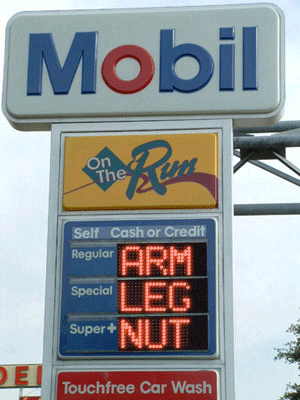 Mobil
On
The Run
Self Cash or Credit
Regular ARM
Special LEG
Super+ NUT
Touchfree Car Wash